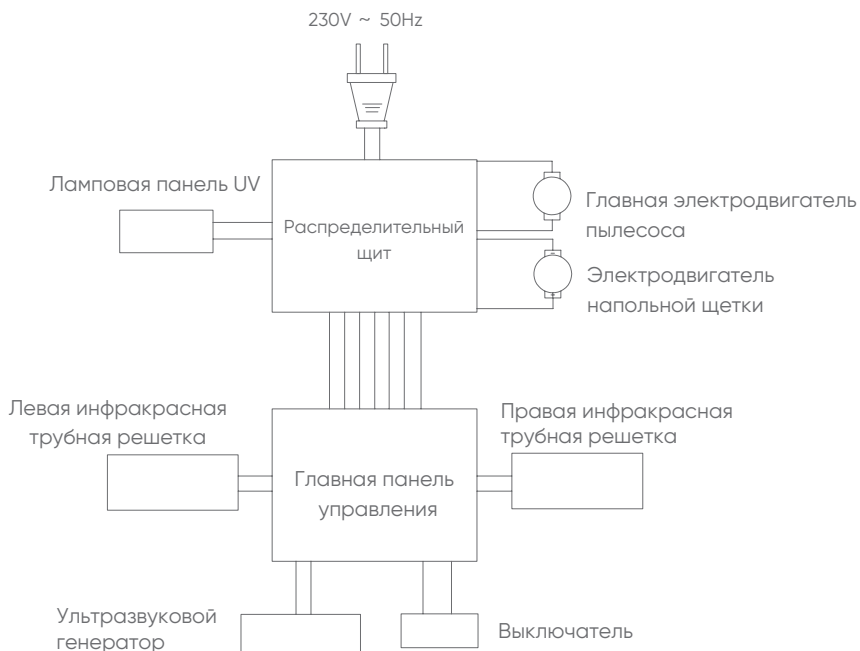 230V ~ 50Hz
Ламповая панель UV
Распределительный
щит
Главная электродвигатель
пылесоса
Электродвигатель
напольной щетки
Левая инфракрасная
трубная решетка
Правая инфракрасная
трубная решетка
Главная панель
управления
Ультразвуковой
генератор
Выключатель